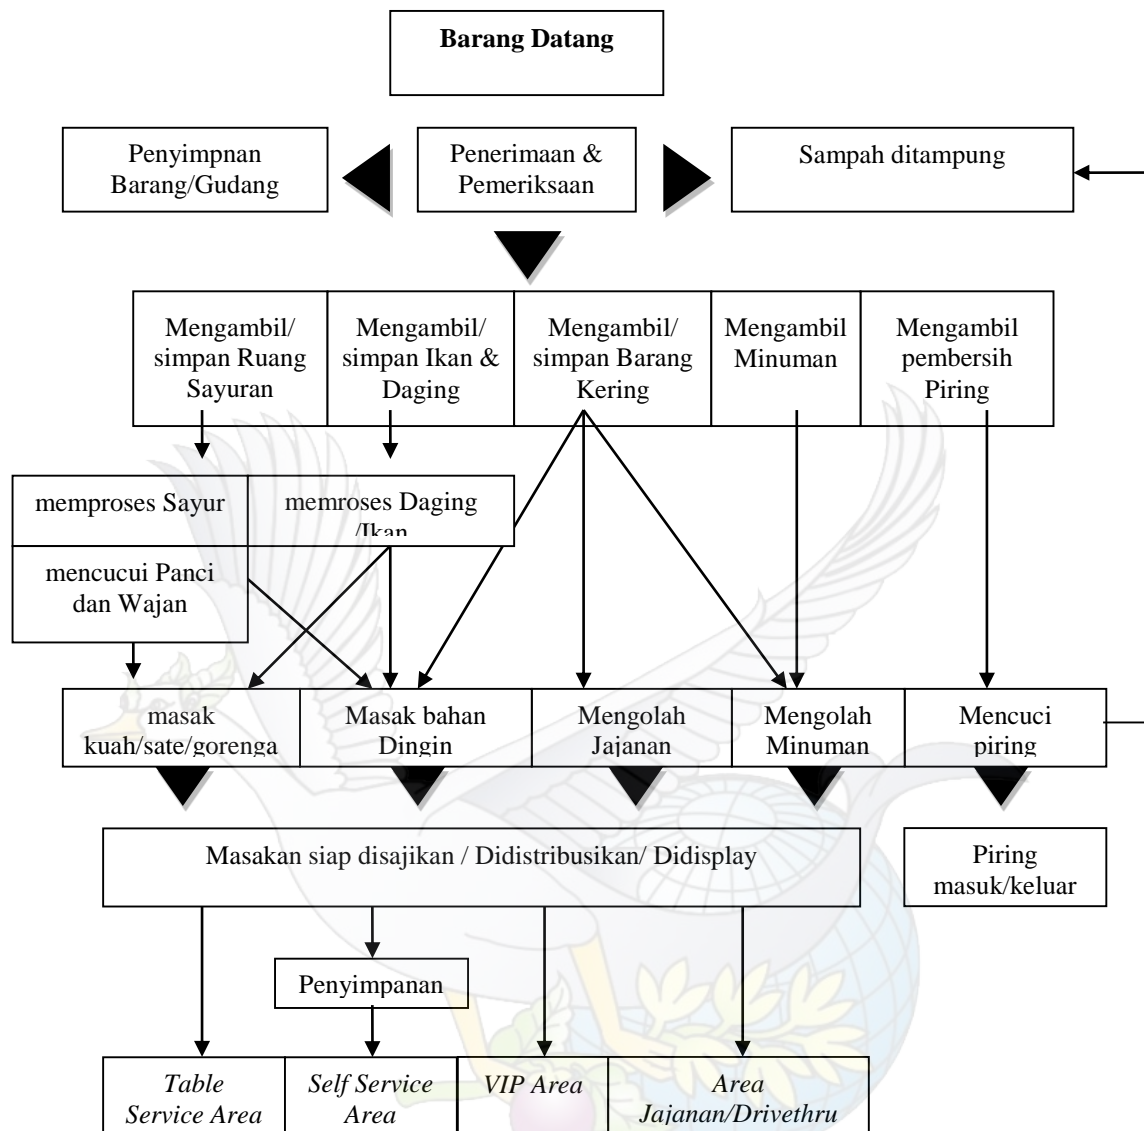 Barang Datang
Penyimpnan
Barang/Gudang
Penerimaan &
Pemeriksaan
Sampah ditampung
Mengambil/
simpan Ruang
Sayuran
Mengambil/
simpan Ikan &
Daging
Mengambil/
simpan Barang
Kering
Mengambil
Minuman
Mengambil
pembersih
Piring
memproses Sayur
memroses Daging
/Ikan
mencucui Panci
dan Wajan
masak
kuah/sate/gorenga
Masak bahan
Dingin
Mengolah
Jajanan
Mengolah
Minuman
Mencuci
piring
Masakan siap disajikan / Didistribusikan/ Didisplay
Piring
masuk/keluar
Penyimpanan
Table
Service Area
Self Service
Area
VIP Area
Area
Jajanan/Drivethru